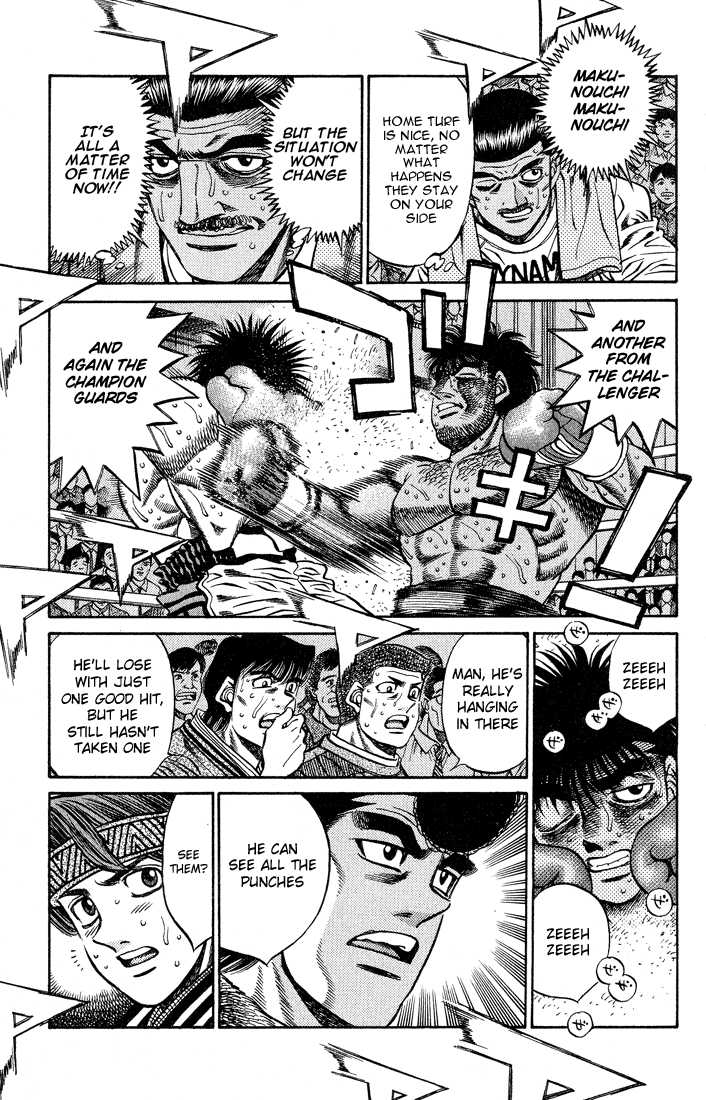 MAKU-
NOUCHI
MAKU-
NOUCHI
HOME TURF
IS NICE, NO
MATTER
WHAT
HAPPENS
THEY STAY
ON YOUR
SIDE
YNAM
BUT THE
SITUATION
WON'T
CHANGE
IT'S
ALL A
MATTER
OF TIME
NOW!!
AND
ANOTHER
FROM
THE CHAL-
LENGER
AND
AGAIN THE
CHAMPION
GUARDS
ZEEEH
ZEEEH
MAN, HE'S
REALLY
HANGING
IN THERE
HE'LL LOSE
WITH JUST
ONE GOOD HIT,
BUT HE
STILL HASN'T
TAKEN ONE
ZEEEH
ZEEEH
HE CAN
SEE ALL THE
PUNCHES
SEE
THEM?